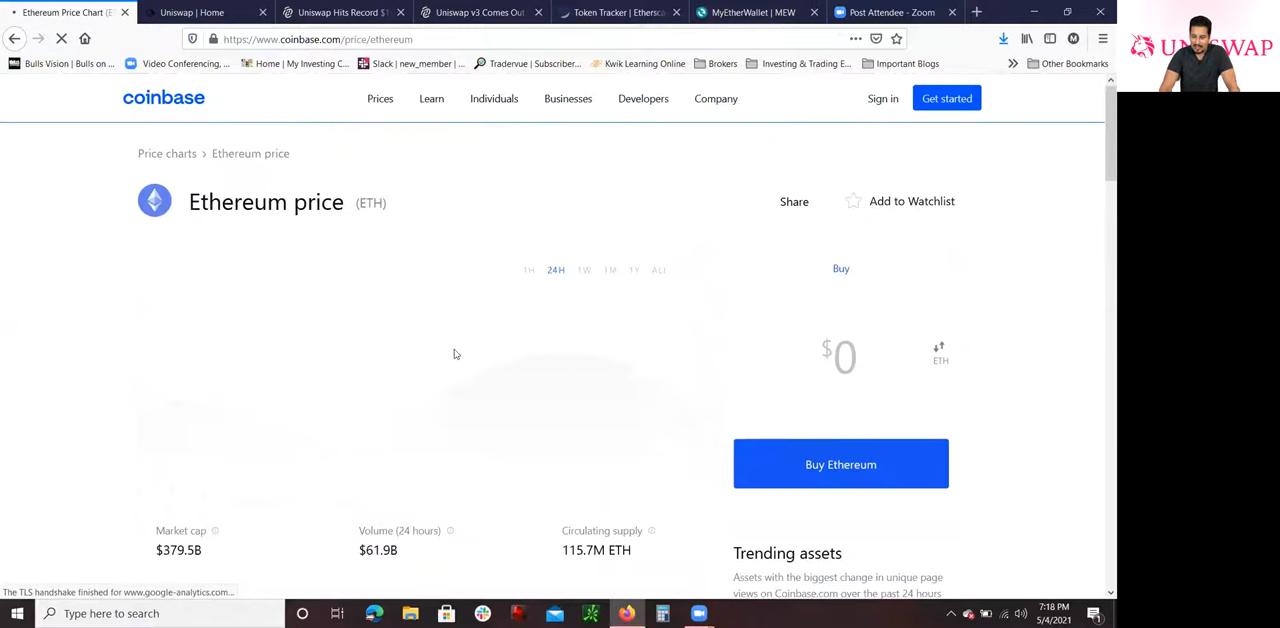 Ethereum Price Chart (E
Uniswap | Home
Uniswap Hits Record $1
Uniswap v3 Comes Out
Token Tracker | Ethersca
MyEtherWallet | MEW
Post Attendee - Zoom
https://www.coinbase.com/price/ethereum
Bulls Vision | Bulls on ...
Video Conferencing, ...
Home | My Investing C...
Slack | new_member | ...
Tradervue | Subscriber...
Kwik Learning Online
Brokers
Investing & Trading E...
Important Blogs
Other Bookmarks
UNISWAP
coinbase
Prices
Learn
Individuals
Businesses
Developers
Company
Sign in
Get started
Price charts › Ethereum price
Ethereum price (ETH)
Share
Add to Watchlist
1H 24H 1W 1M 1Y ALL
Buy
$0
ETH
Buy Ethereum
Market cap
$379.5B
Volume (24 hours)
$61.9B
Circulating supply
115.7M ETH
Trending assets
Assets with the biggest change in unique page
views on Coinbase.com over the past 24 hours
The TLS handshake finished for www.google-analytics.com...
Type here to search
7:18 PM
5/4/2021